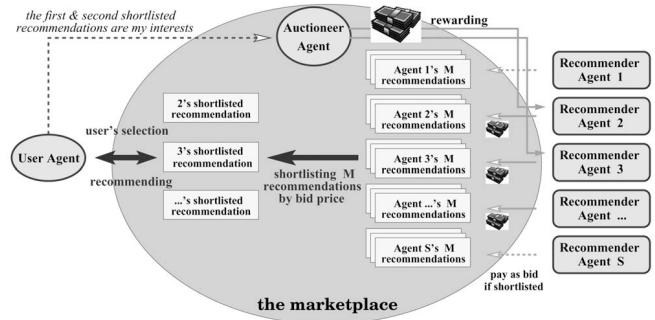 the first & second shortlisted
recommendations are my interests
Auctioneer
Agent
rewarding
Agent 1's M
recommendations
Recommender
Agent 1
2's shortlisted
recommendation
Agent 2's M
recommendations
Recommender
Agent 2
user's selection
User Agent
recommending
3's shortlisted
recommendation
shortlisting M
recommendations
by bid price
Agent 3's M
recommendations
Recommender
Agent 3
...'s shortlisted
recommendation
Agent ...'s M
recommendations
Recommender
Agent ...
Agent S's M
recommendations
Recommender
Agent S
pay as bid
if shortlisted
the marketplace